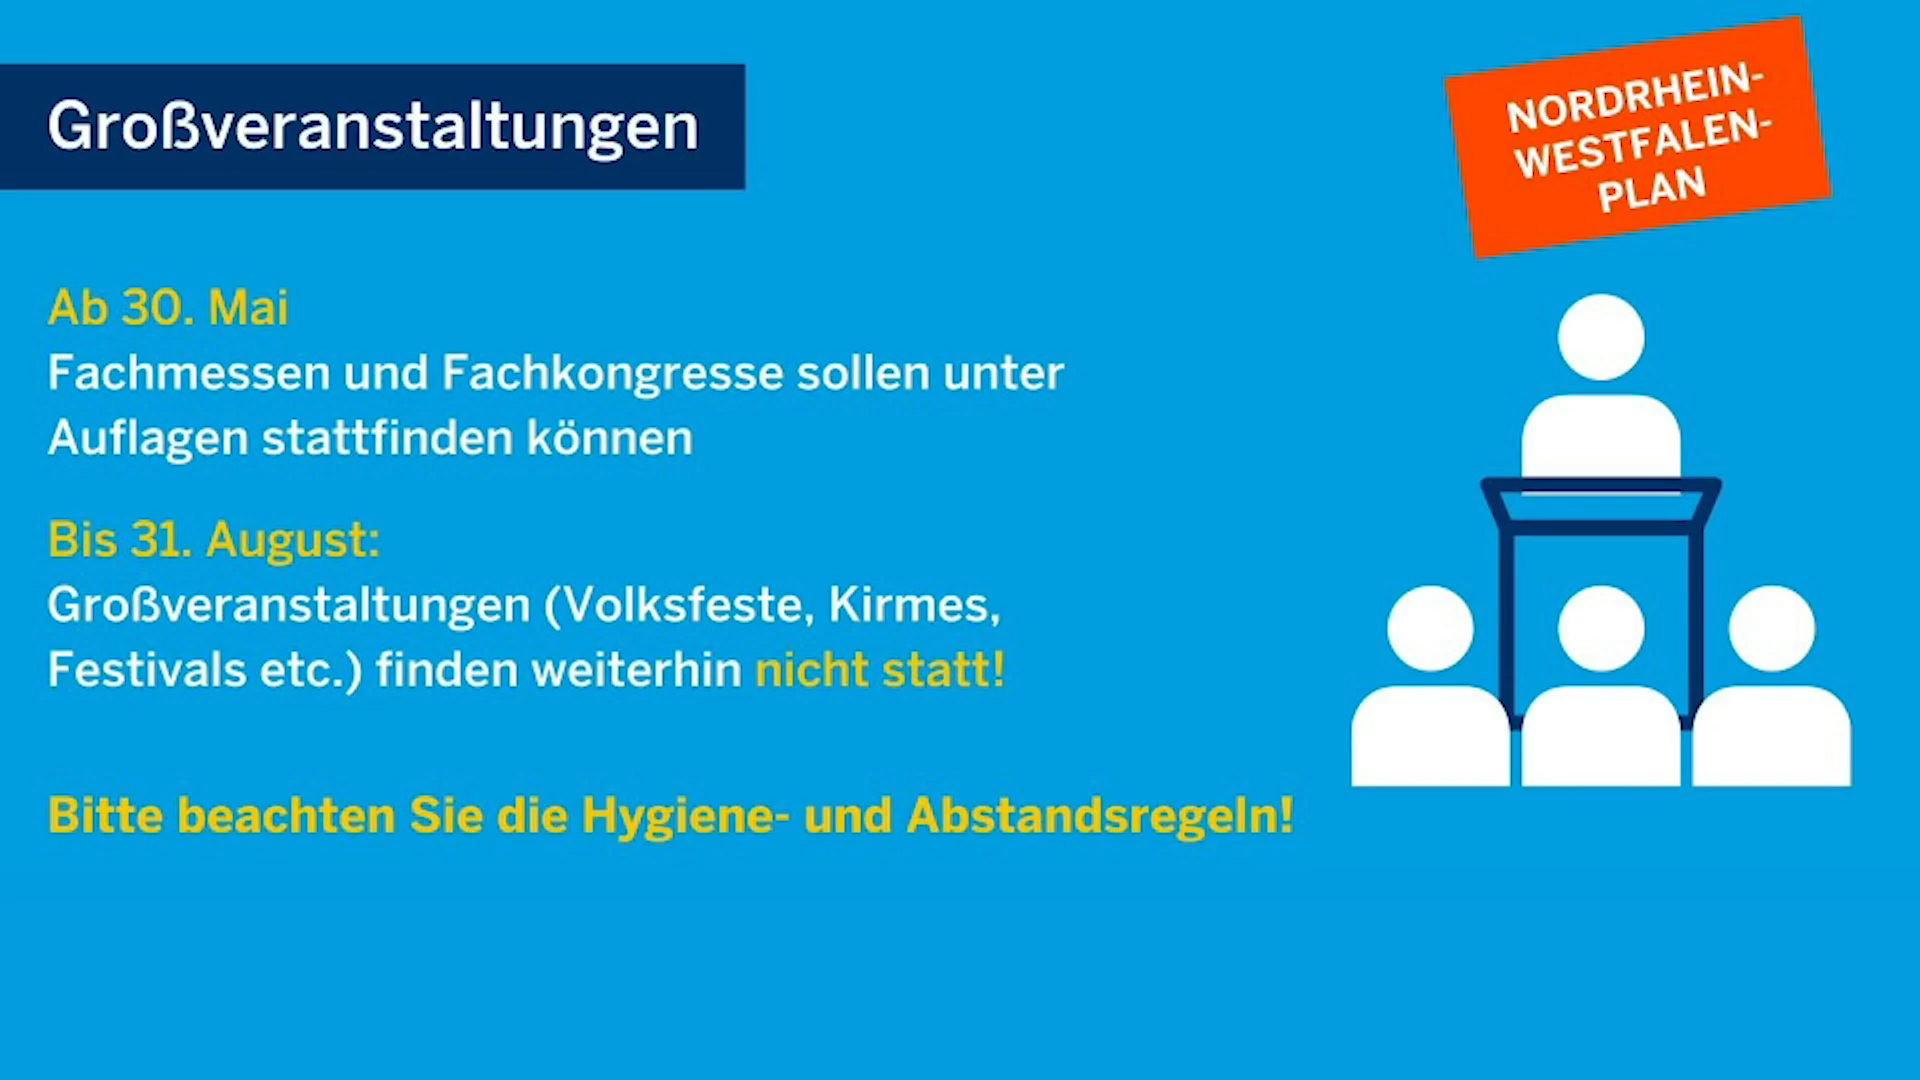 Großveranstaltungen
NORDRHEIN-
WESTFALEN-
PLAN
Ab 30. Mai
Fachmessen und Fachkongresse sollen unter
Auflagen stattfinden können
Bis 31. August:
Großveranstaltungen (Volksfeste, Kirmes,
Festivals etc.) finden weiterhin nicht statt!
Bitte beachten Sie die Hygiene- und Abstandsregeln!